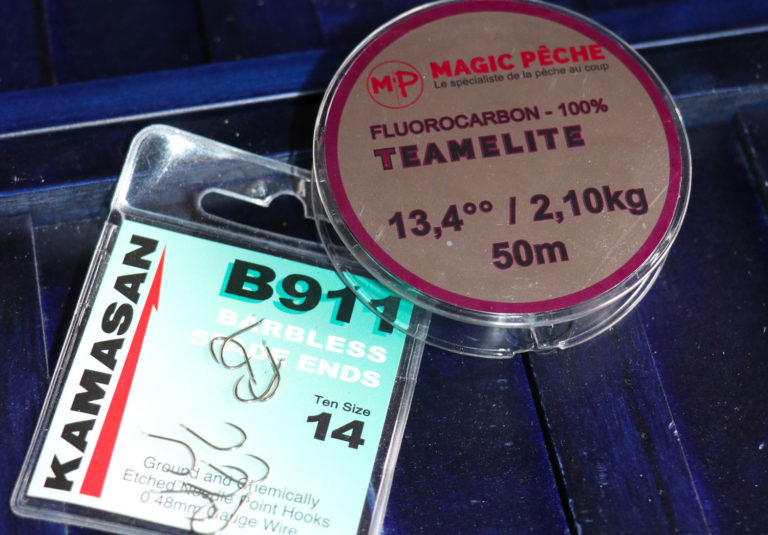 MP
MAGIC PÊCHE
Le spécialiste de la pêche au coup
FLUOROCARBON - 100%
TEAMELITE
13,4°° / 2,10kg
50m
KAMASAN
B911
BARBLESS
SPADE ENDS
Ten Size
14
Ground and Chemically
Etched Needle Point Hooks
0.48mm Gauge Wire